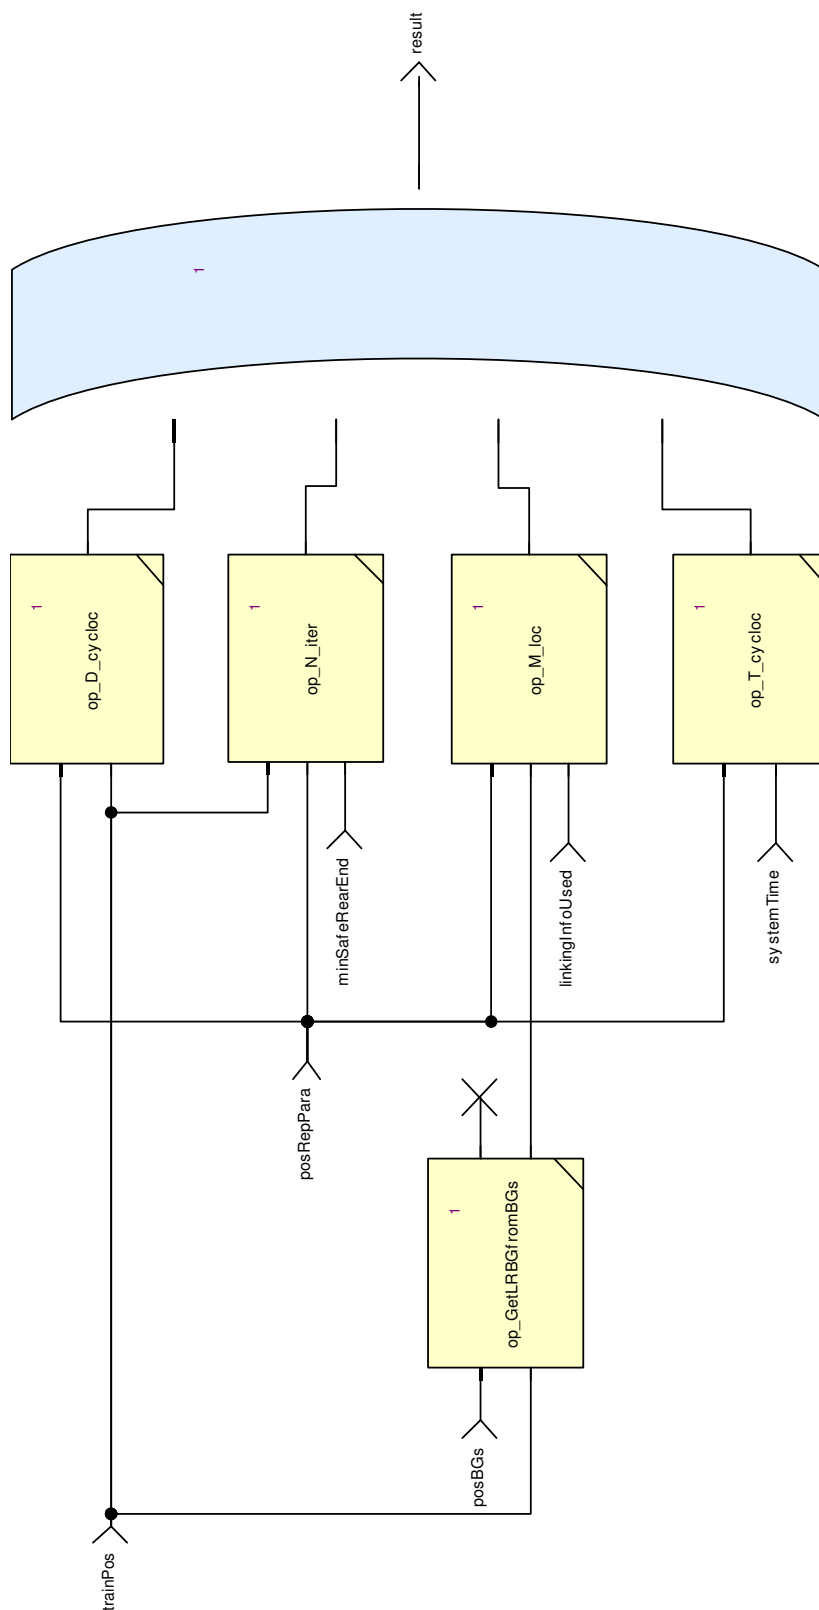 result
1
1
op_D_cycloc
1
op_N_iter
1
op_M_loc
1
op_T_cycloc
minSafeRearEnd
linkingInfoUsed
systemTime
posRepPara
1
op_GetLRBGfromBGs
posBGs
trainPos